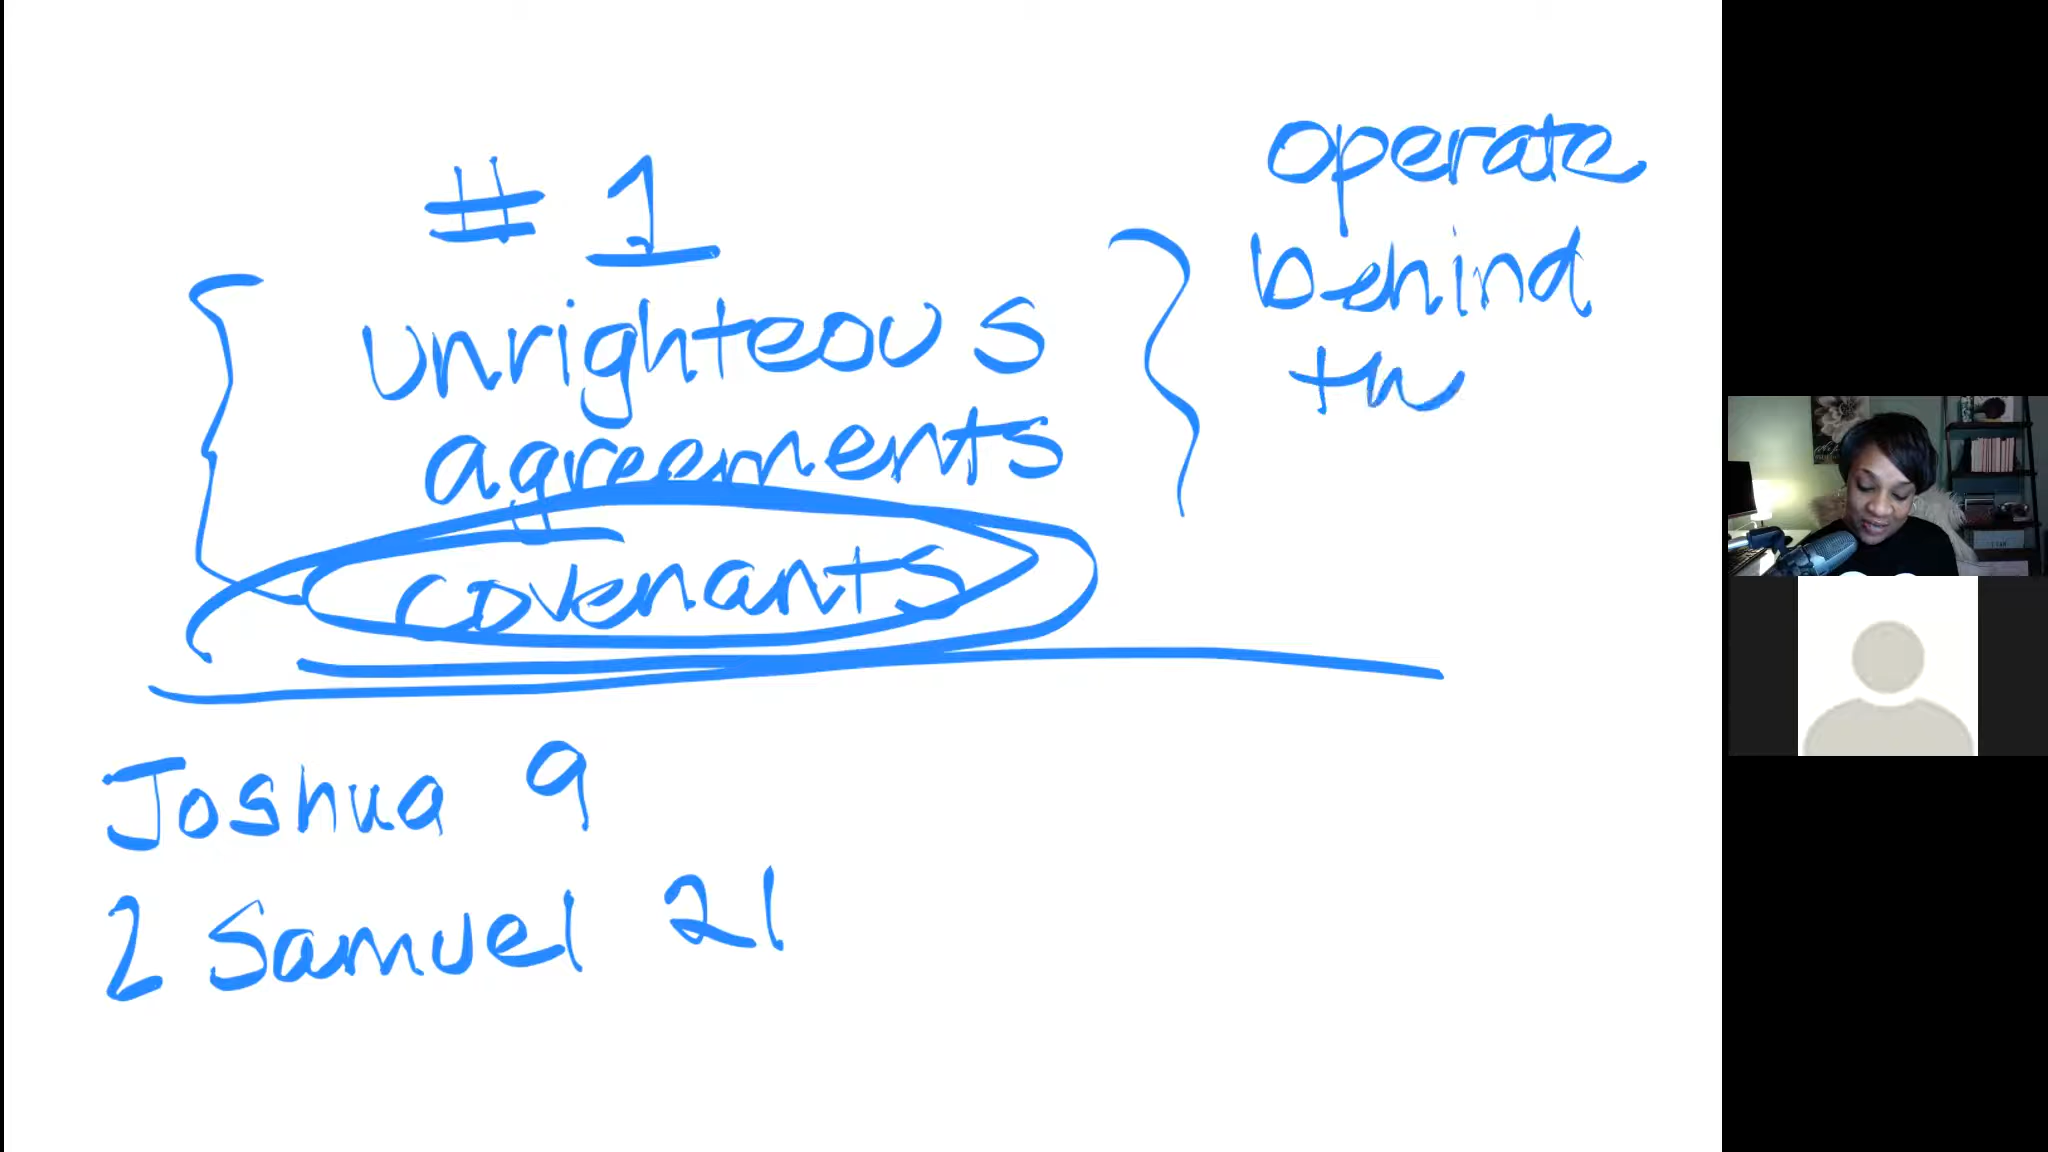 # 1
unrighteous
agreements
covenants
operate
behind
Joshua 9
2 Samuel 21